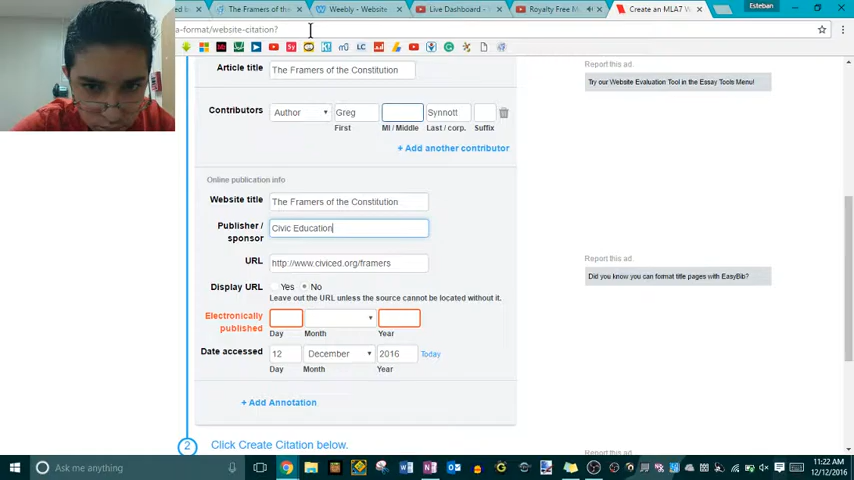 Esteban
The Framers of the
Weebly - Website
Live Dashboard - Yo
Royalty Free M
Create an MLA7 W
a-format/website-citation?
Article title
The Framers of the Constitution
Report this ad.
Try our Website Evaluation Tool in the Essay Tools Menu!
Contributors
Author
Greg
Synnott
First
MI / Middle
Last / corp.
Suffix
+ Add another contributor
Online publication info
Website title
The Framers of the Constitution
Publisher /
sponsor
Civic Education
URL
http://www.civiced.org/framers
Report this ad.
Did you know you can format title pages with EasyBib?
Display URL
Yes
No
Leave out the URL unless the source cannot be located without it.
Electronically
published
Day
Month
Year
Date accessed
12
December
2016
Today
Day
Month
Year
+ Add Annotation
2
Click Create Citation below.
Report this ad.
Ask me anything
11:22 AM
12/12/2016